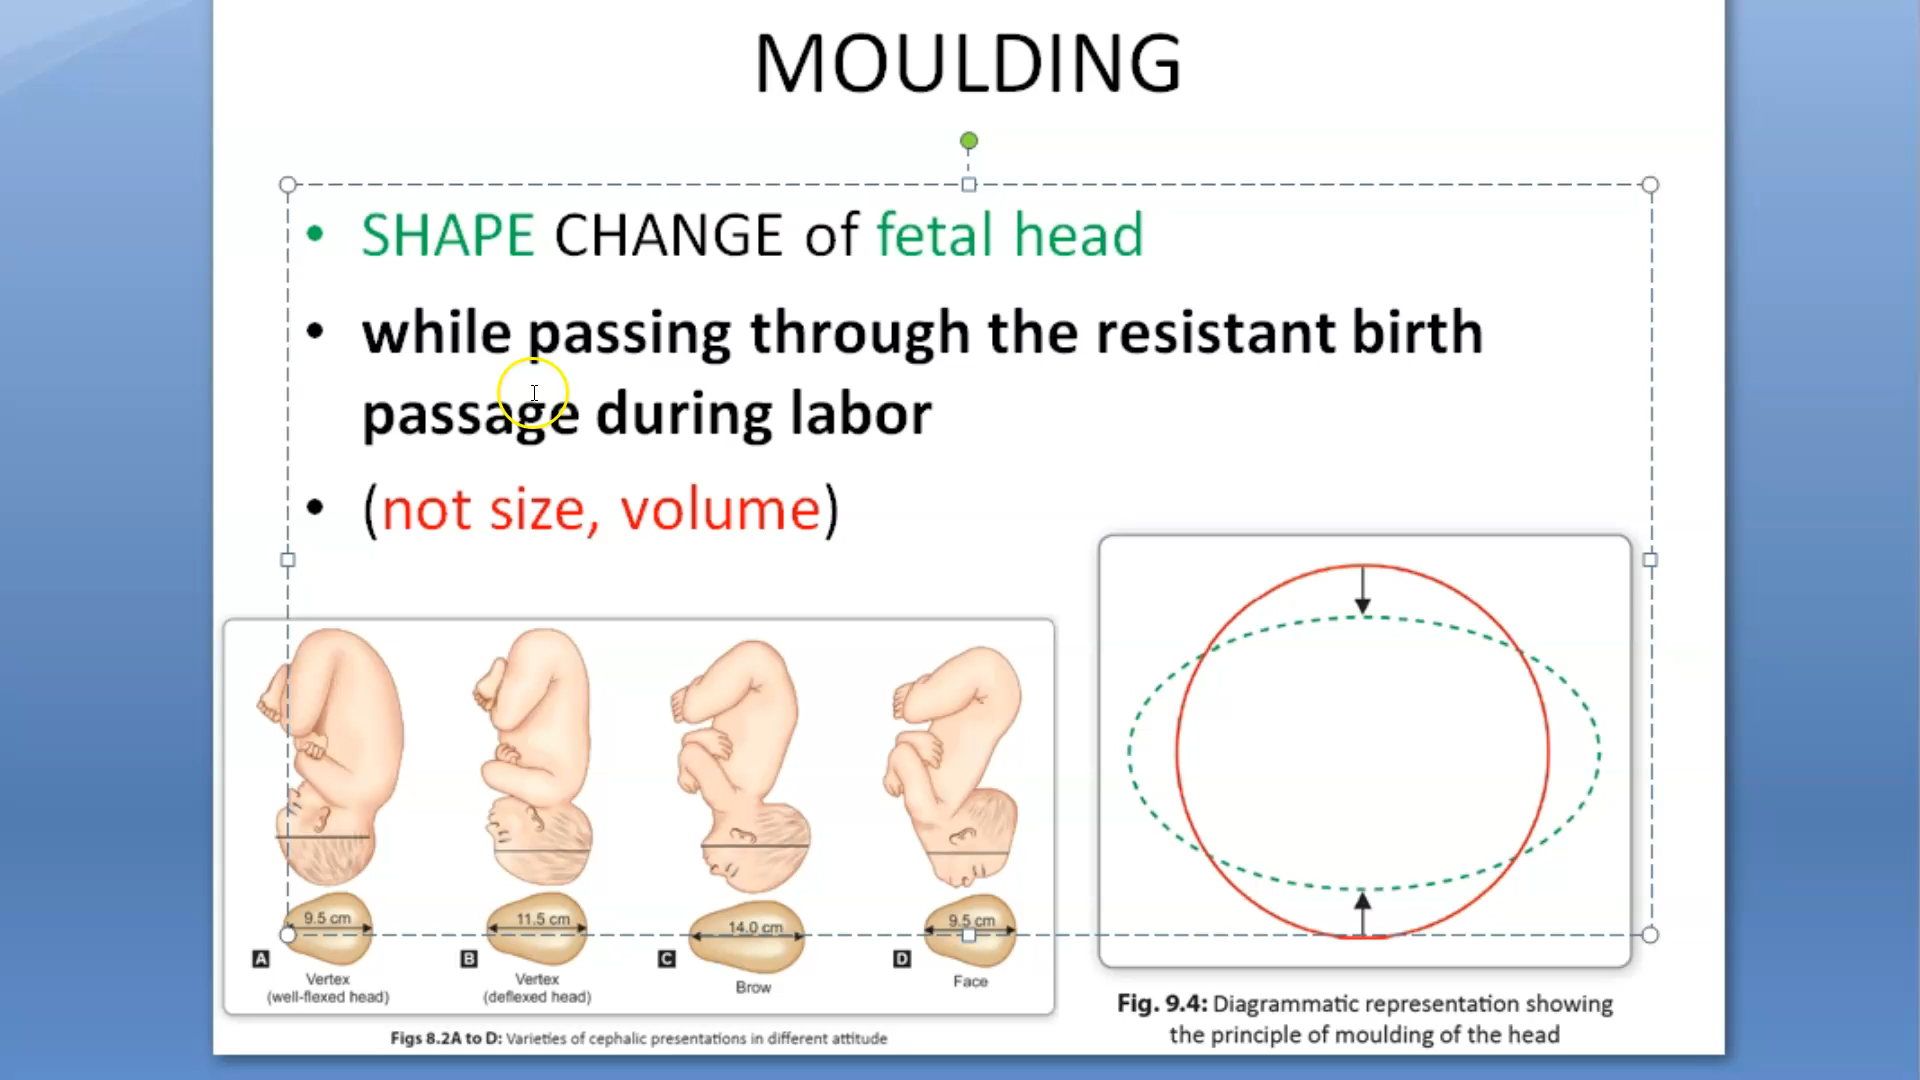 MOULDING
• SHAPE CHANGE of fetal head
• while passing through the resistant birth
passage during labor
• (not size, volume)
9.5 cm
11.5 cm
14.0 cm
9.5 cm
A
B
C
D
Vertex
(well-flexed head)
Vertex
(deflexed head)
Brow
Face
Figs 8.2A to D: Varieties of cephalic presentations in different attitude
Fig. 9.4: Diagrammatic representation showing
the principle of moulding of the head